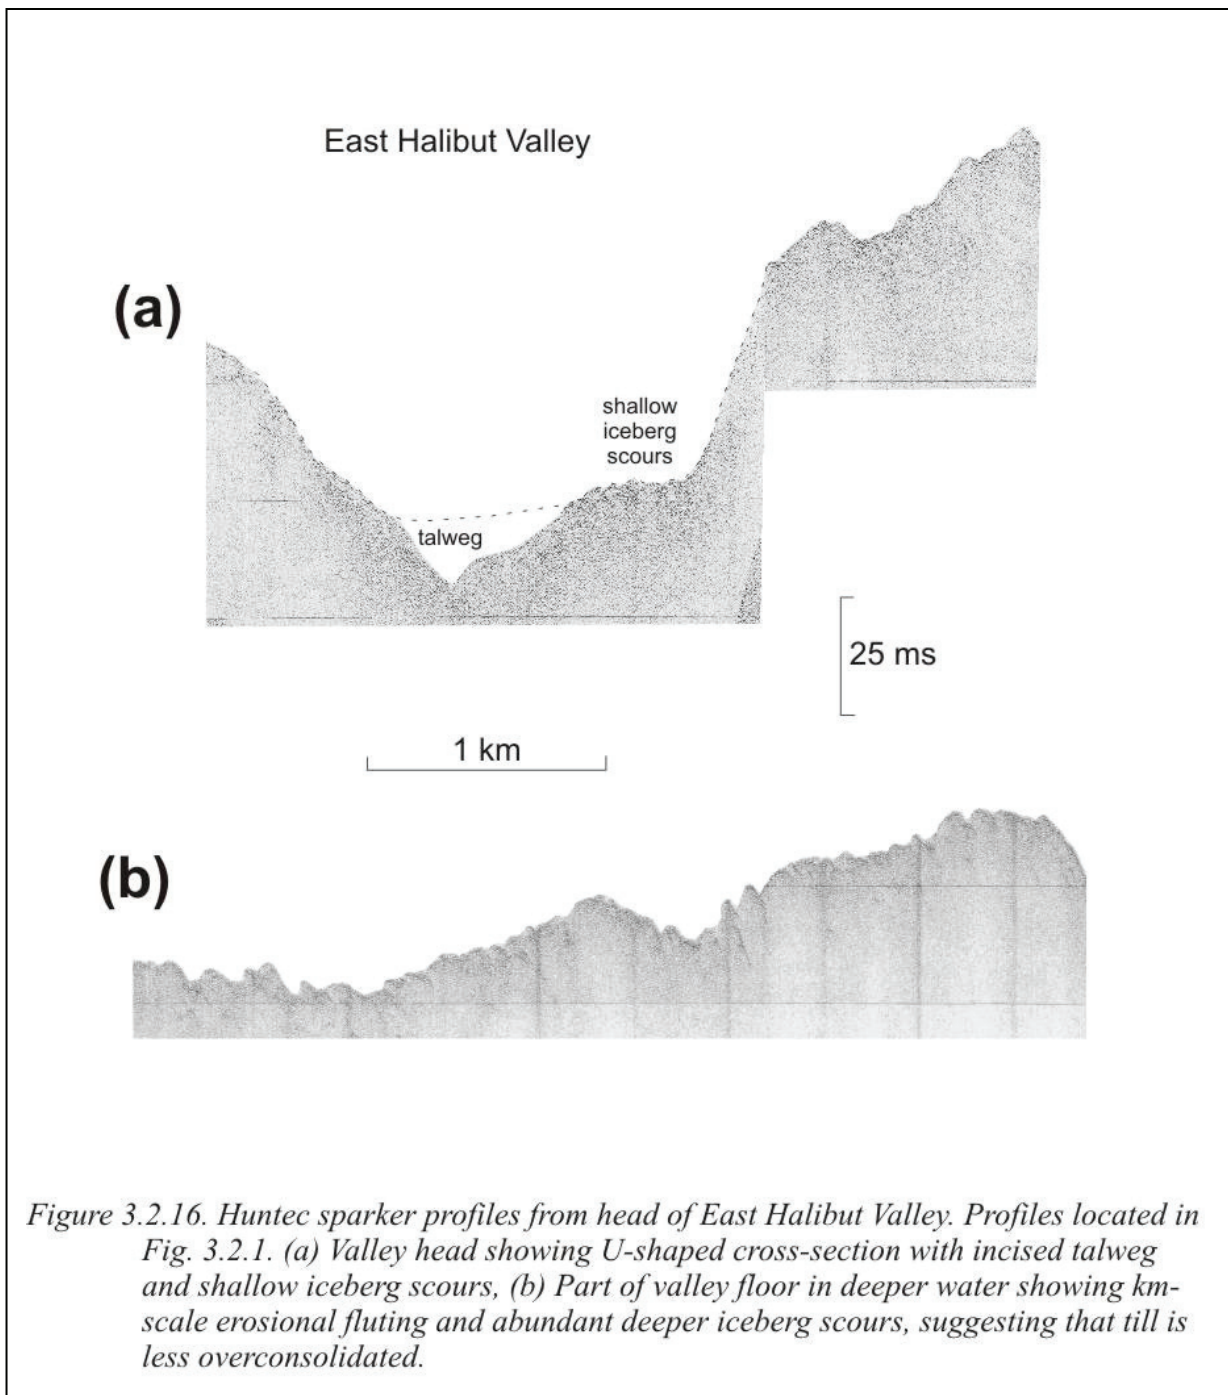 East Halibut Valley
(a)
shallow
iceberg
scours
talweg
25 ms
1 km
(b)
Figure 3.2.16. Huntec sparker profiles from head of East Halibut Valley. Profiles located in
Fig. 3.2.1. (a) Valley head showing U-shaped cross-section with incised talweg
and shallow iceberg scours, (b) Part of valley floor in deeper water showing km-
scale erosional fluting and abundant deeper iceberg scours, suggesting that till is
less overconsolidated.